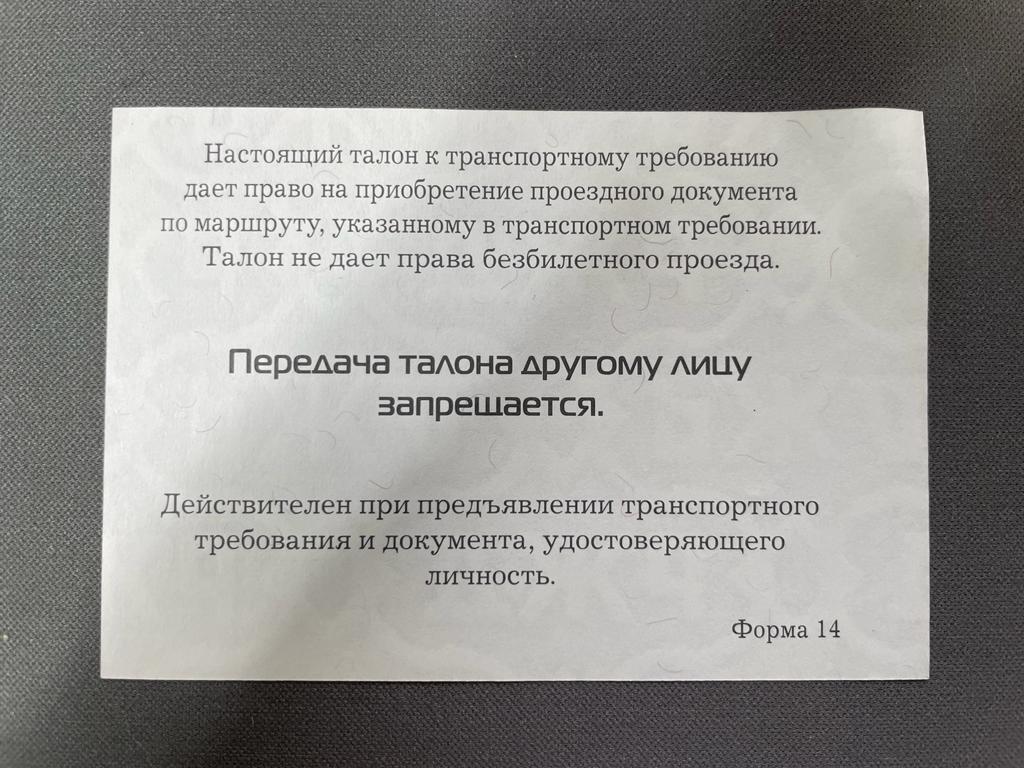 Настоящий талон к транспортному требованию
дает право на приобретение проездного документа
по маршруту, указанному в транспортном требовании.
Талон не дает права безбилетного проезда.
Передача талона другому лицу
запрещается.
Действителен при предъявлении транспортного
требования и документа, удостоверяющего
личность.
Форма 14